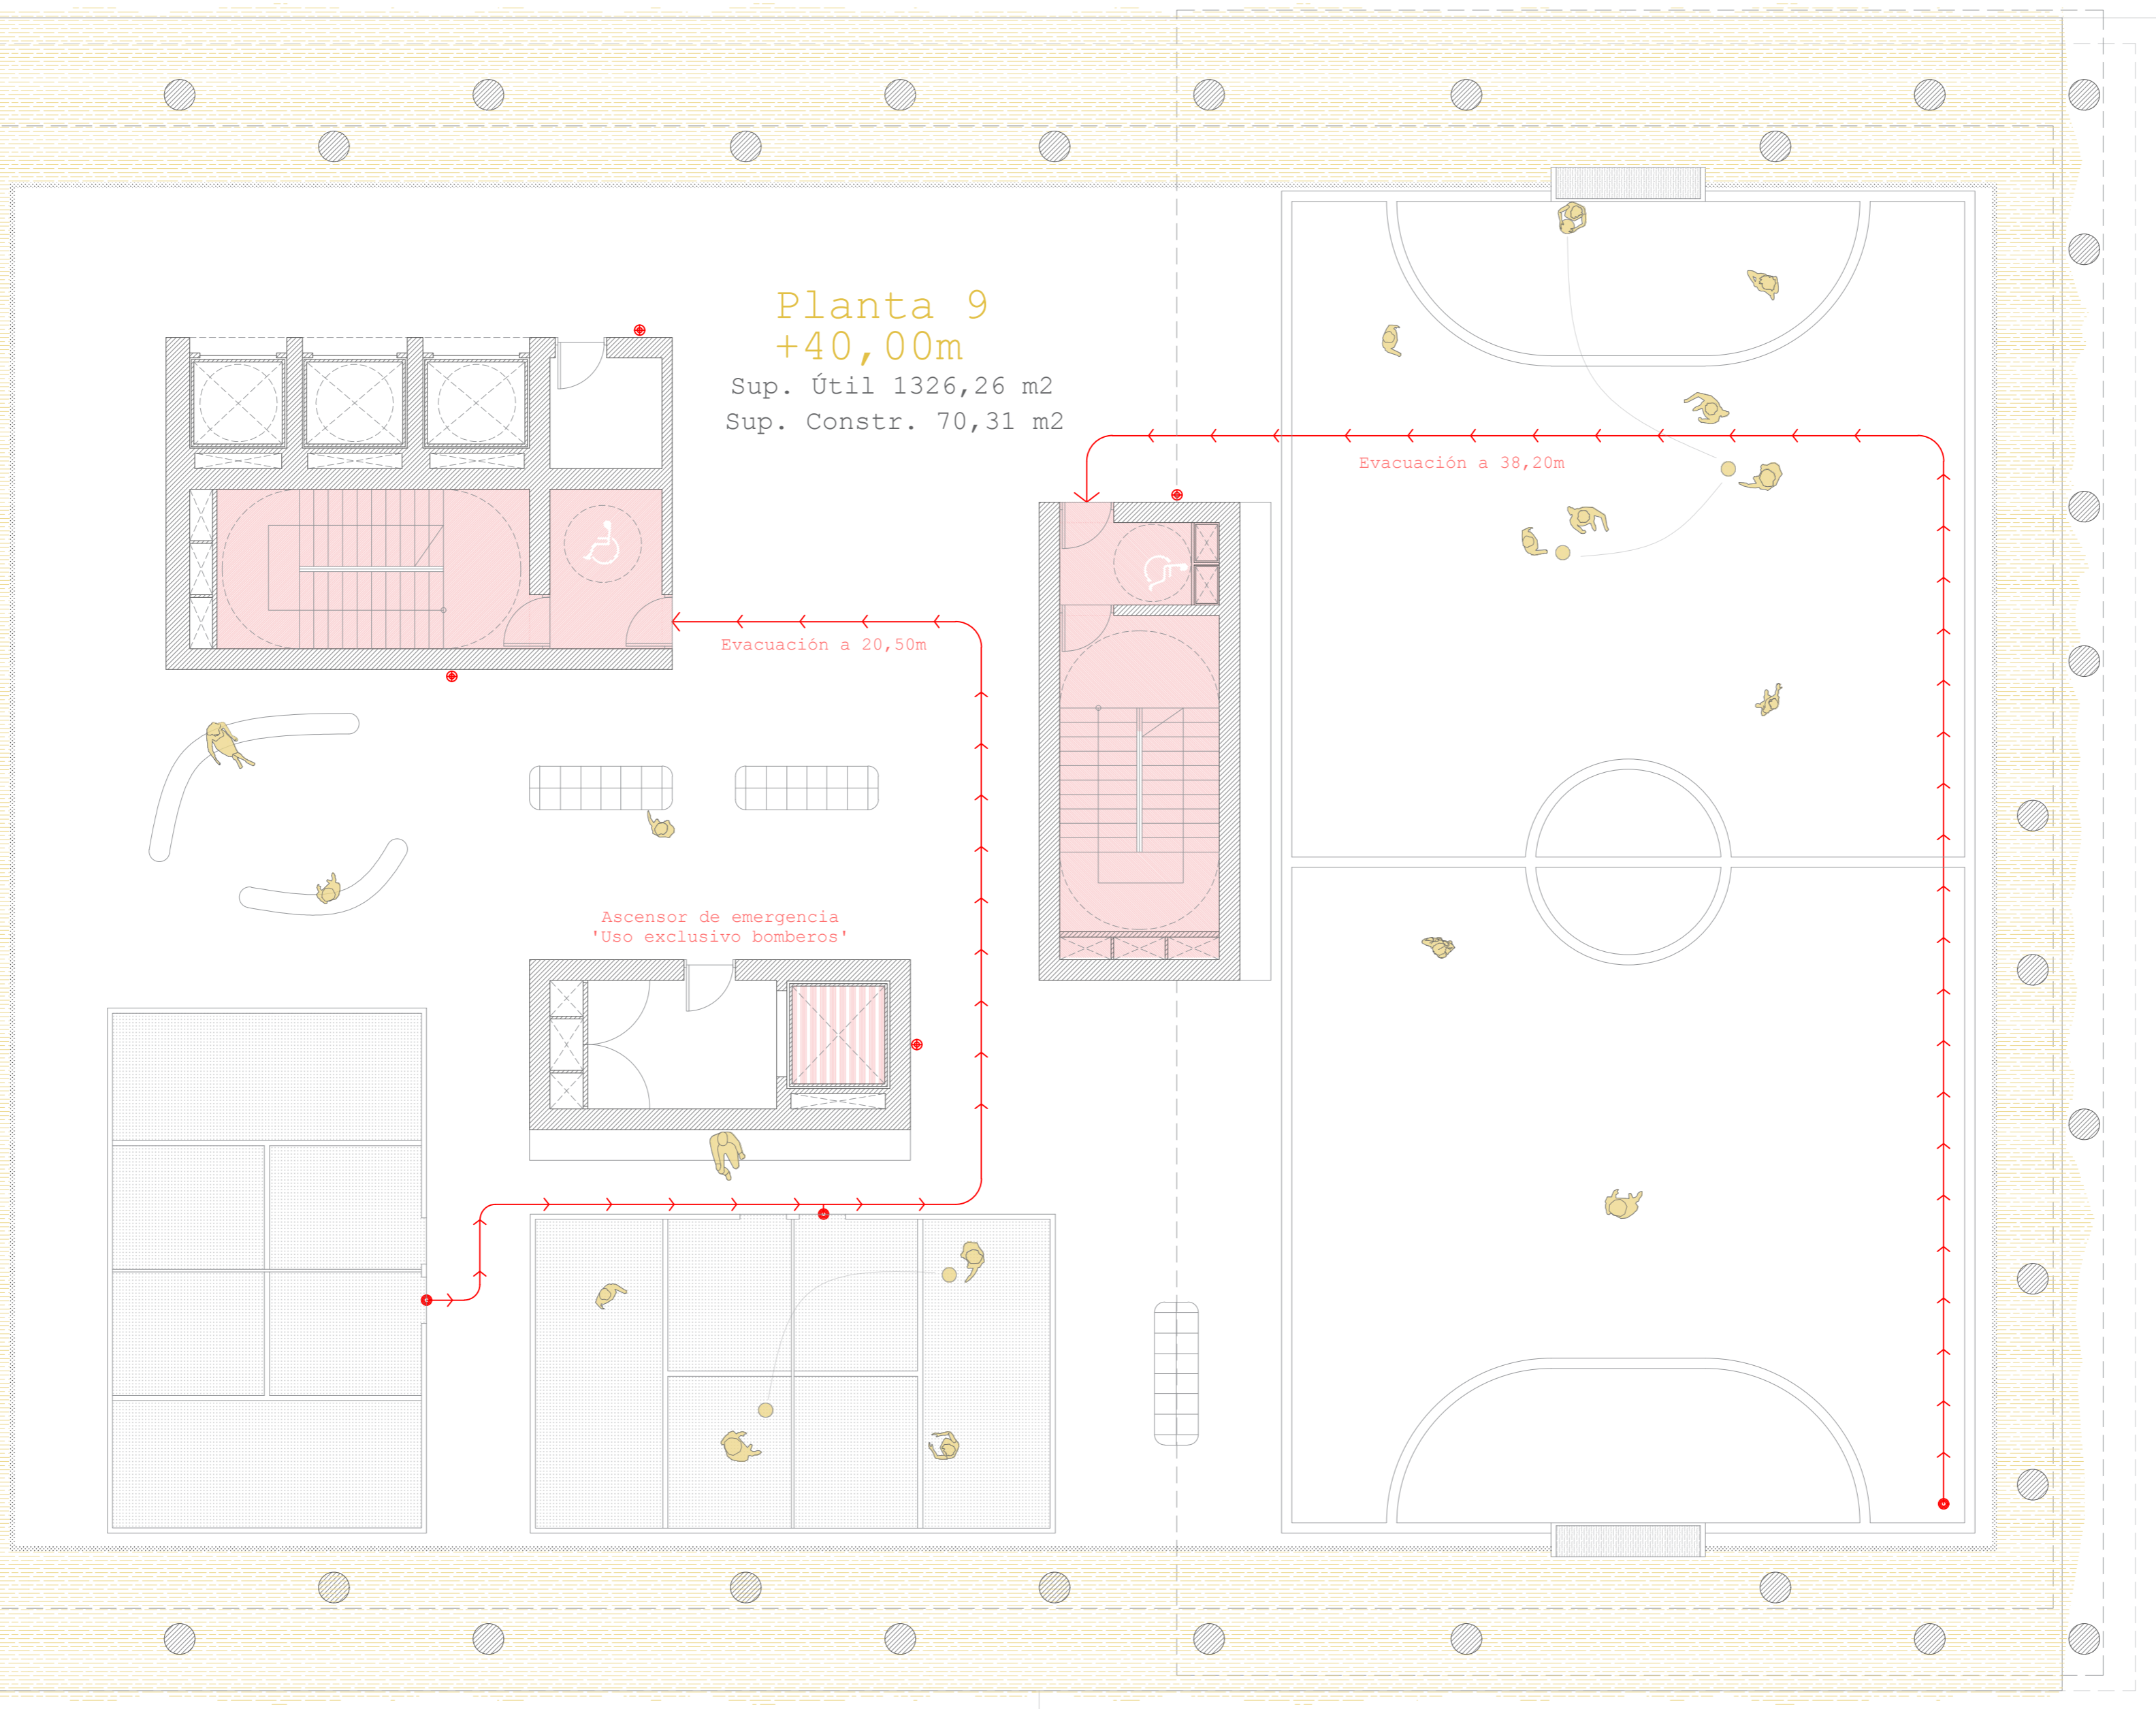 Planta 9
+40,00m
Sup. Útil 1326,26 m2
Sup. Constr. 70,31 m2
Evacuación a 38,20m
Evacuación a 20,50m
Ascensor de emergencia
'Uso exclusivo bomberos'